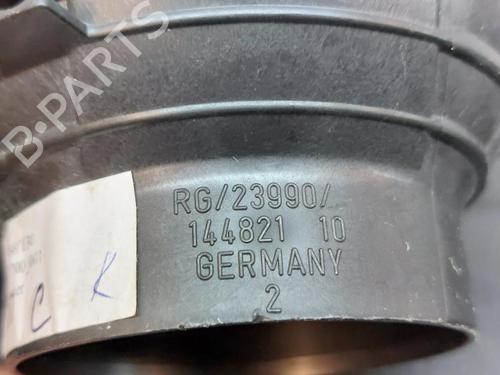 B-PARTS
RG/23990/
144821 10
GERMANY
2
C K